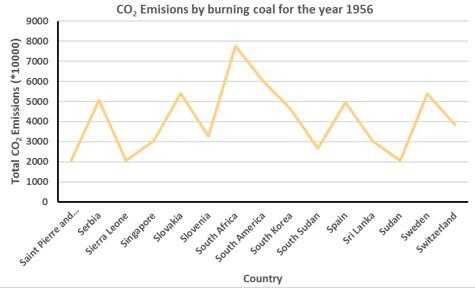 CO₂ Emisions by burning coal for the year 1956
9000
8000
7000
6000
5000
4000
3000
2000
1000
0
Total CO₂ Emissions (*10000)
Saint Pierre and...
Serbia
Sierra Leone
Singapore
Slovakia
Slovenia
South Africa
South America
South Korea
South Sudan
Spain
Sri Lanka
Sudan
Sweden
Switzerland
Country